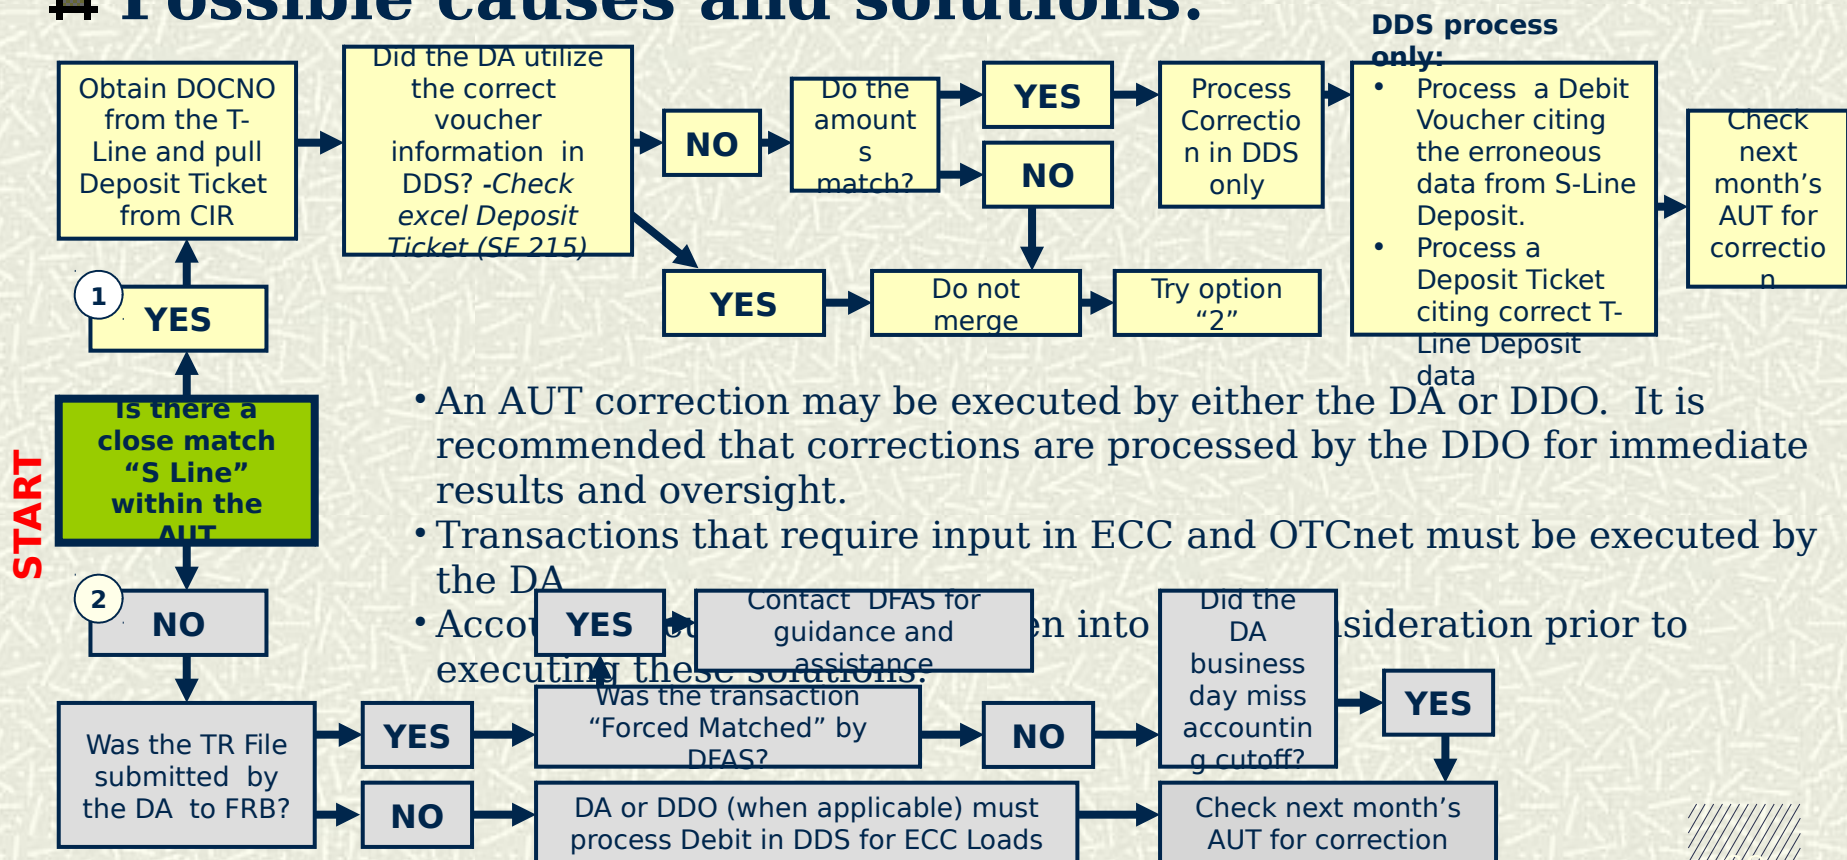 Possible causes and solutions:
Obtain DOCNO
from the T-
Line and pull
Deposit Ticket
from CIR
Did the DA utilize
the correct
voucher
information  in
DDS? -Check
excel Deposit
Ticket (SF 215)
NO
Do the
amount
s
match?
YES
NO
Process
Correctio
n in DDS
only
DDS process
only:
• Process  a Debit
Voucher citing
the erroneous
data from S-Line
Deposit.
• Process a
Deposit Ticket
citing correct T-
Line Deposit
data
Check
next
month’s
AUT for
correctio
n
YES
Do not
merge
Try option
“2”
1
YES
START
Is there a
close match
“S Line”
within the
AUT
• An AUT correction may be executed by either the DA or DDO.  It is
recommended that corrections are processed by the DDO for immediate
results and oversight.
• Transactions that require input in ECC and OTCnet must be executed by
the DA
• into
prior to
executing these solutions.
2
NO
YES
Contact  DFAS for
guidance and
assistance
Did the
DA
business
day miss
accountin
g cutoff?
YES
Was the TR File
submitted  by
the DA  to FRB?
YES
Was the transaction
“Forced Matched” by
DFAS?
NO
NO
DA or DDO (when applicable) must
process Debit in DDS for ECC Loads
Check next month’s
AUT for correction